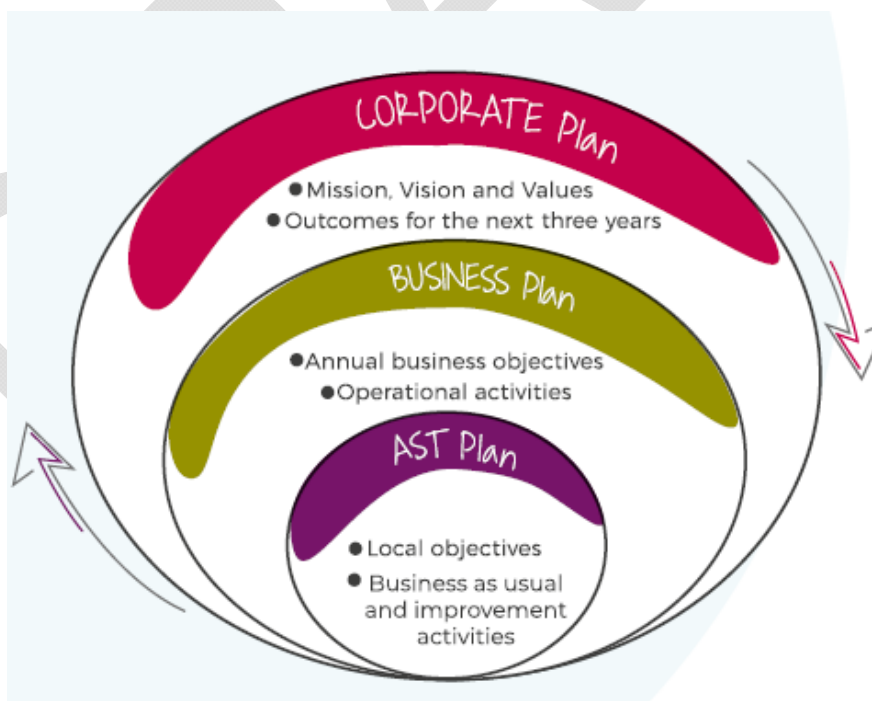 CORPORATE Plan
● Mission, Vision and Values
● Outcomes for the next three years
BUSINESS Plan
● Annual business objectives
● Operational activities
AST Plan
● Local objectives
● Business as usual
and improvement
activities